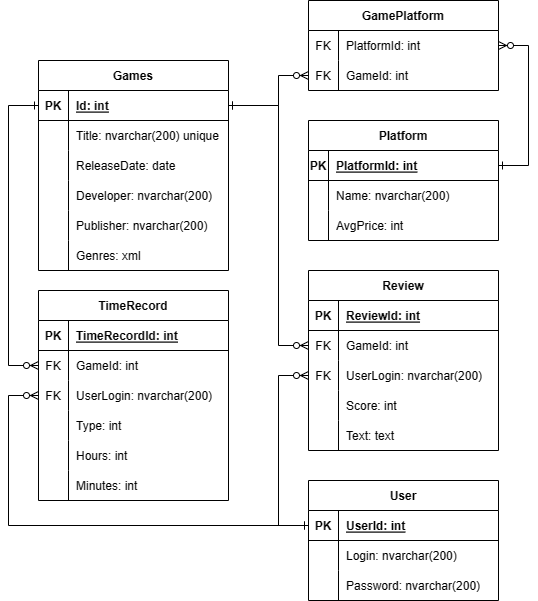 GamePlatform
FK PlatformId: int
FK GameId: int
Games
PK Id: int
Title: nvarchar(200) unique
ReleaseDate: date
Developer: nvarchar(200)
Publisher: nvarchar(200)
Genres: xml
Platform
PK PlatformId: int
Name: nvarchar(200)
AvgPrice: int
TimeRecord
PK TimeRecordId: int
FK GameId: int
FK UserLogin: nvarchar(200)
Type: int
Hours: int
Minutes: int
Review
PK ReviewId: int
FK GameId: int
FK UserLogin: nvarchar(200)
Score: int
Text: text
User
PK UserId: int
Login: nvarchar(200)
Password: nvarchar(200)